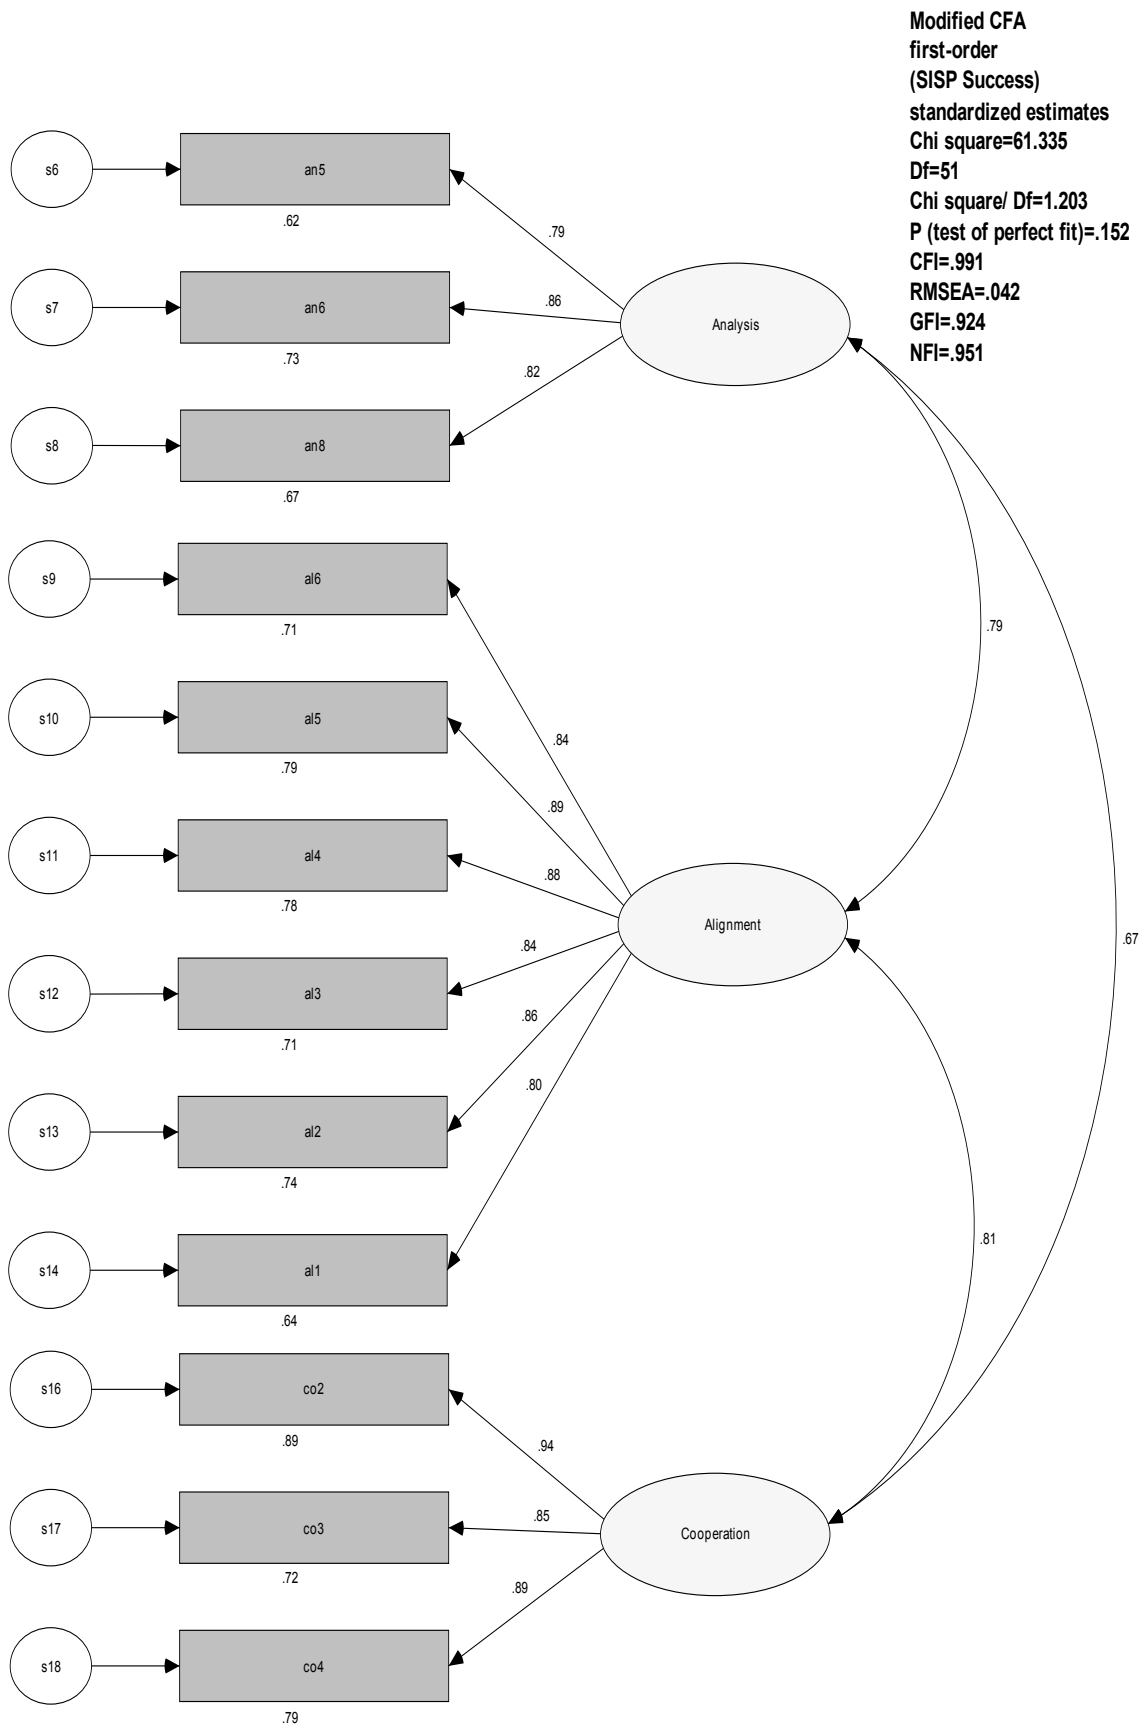 Modified CFA
first-order
(SISP Success)
standardized estimates
Chi square=61.335
Df=51
Chi square/ Df=1.203
P (test of perfect fit)=.152
CFI=.991
RMSEA=.042
GFI=.924
NFI=.951
s6
an5
.62
.79
s7
an6
.73
.86
Analysis
s8
an8
.67
.82
s9
al6
.71
.79
s10
al5
.79
.84
.89
s11
al4
.78
.88
Alignment
.67
s12
al3
.71
.84
.86
s13
al2
.74
.80
s14
al1
.64
.81
s16
co2
.89
.94
s17
co3
.72
.85
Cooperation
s18
co4
.79
.89